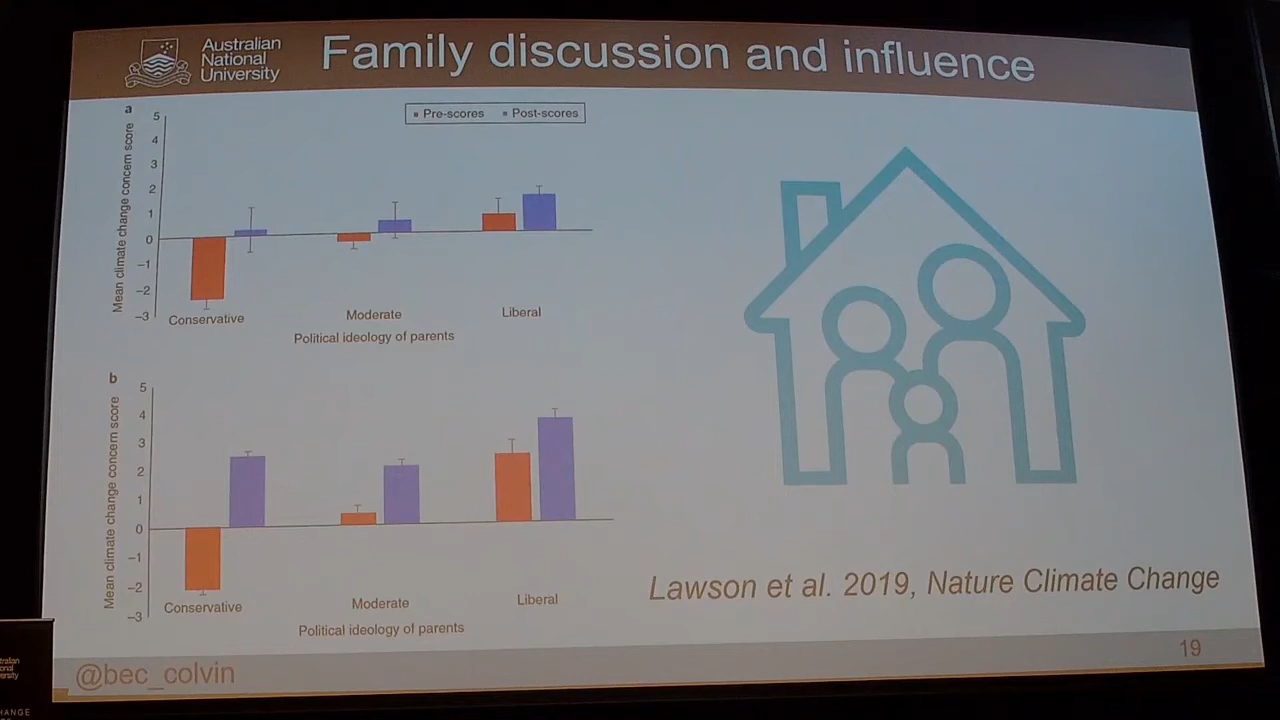 Australian
National
University
Family discussion and influence
a
Pre-scores Post-scores
Mean climate change concern score
5
4
3
2
1
0
−1
−2
−3
Conservative Moderate Liberal
Political ideology of parents
b
Mean climate change concern score
5
4
3
2
1
0
−1
−2
−3
Conservative Moderate Liberal
Political ideology of parents
Lawson et al. 2019, Nature Climate Change
19
@bec_colvin